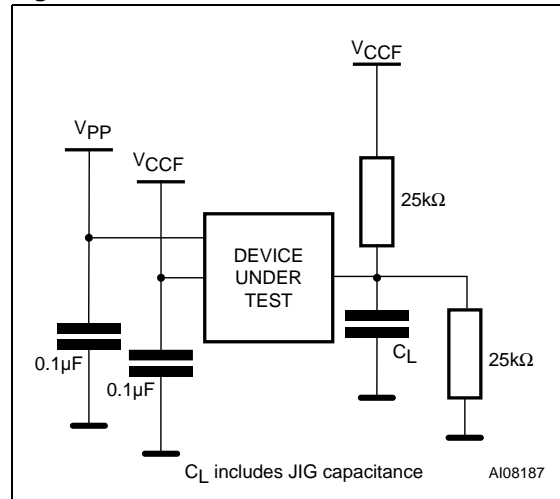 VCCF
VPP
VCCF
25kΩ
DEVICE
UNDER
TEST
CL
0.1µF
0.1µF
25kΩ
CL includes JIG capacitance
AI08187